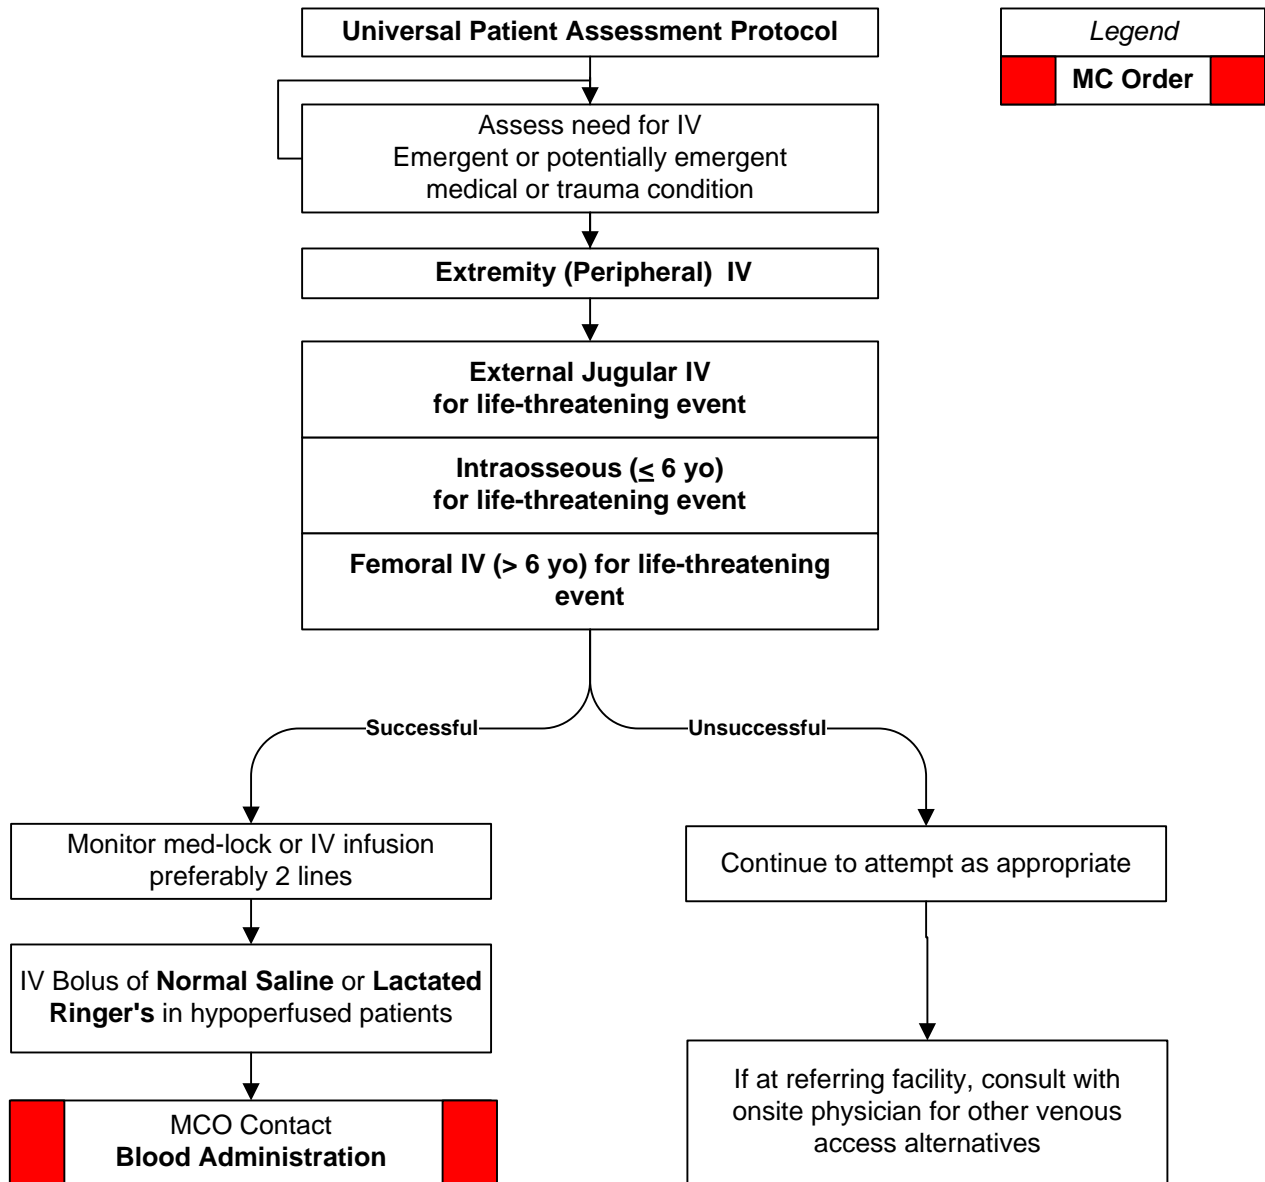 Universal Patient Assessment Protocol
Legend
MC Order
Assess need for IV
Emergent or potentially emergent
medical or trauma condition
Extremity (Peripheral)  IV
External Jugular IV
for life-threatening event
Intraosseous (≤ 6 yo)
for life-threatening event
Femoral IV (> 6 yo) for life-threatening
event
Successful
Unsuccessful
Monitor med-lock or IV infusion
preferably 2 lines
Continue to attempt as appropriate
IV Bolus of Normal Saline or Lactated
Ringer's in hypoperfused patients
If at referring facility, consult with
onsite physician for other venous
access alternatives
MCO Contact
Blood Administration